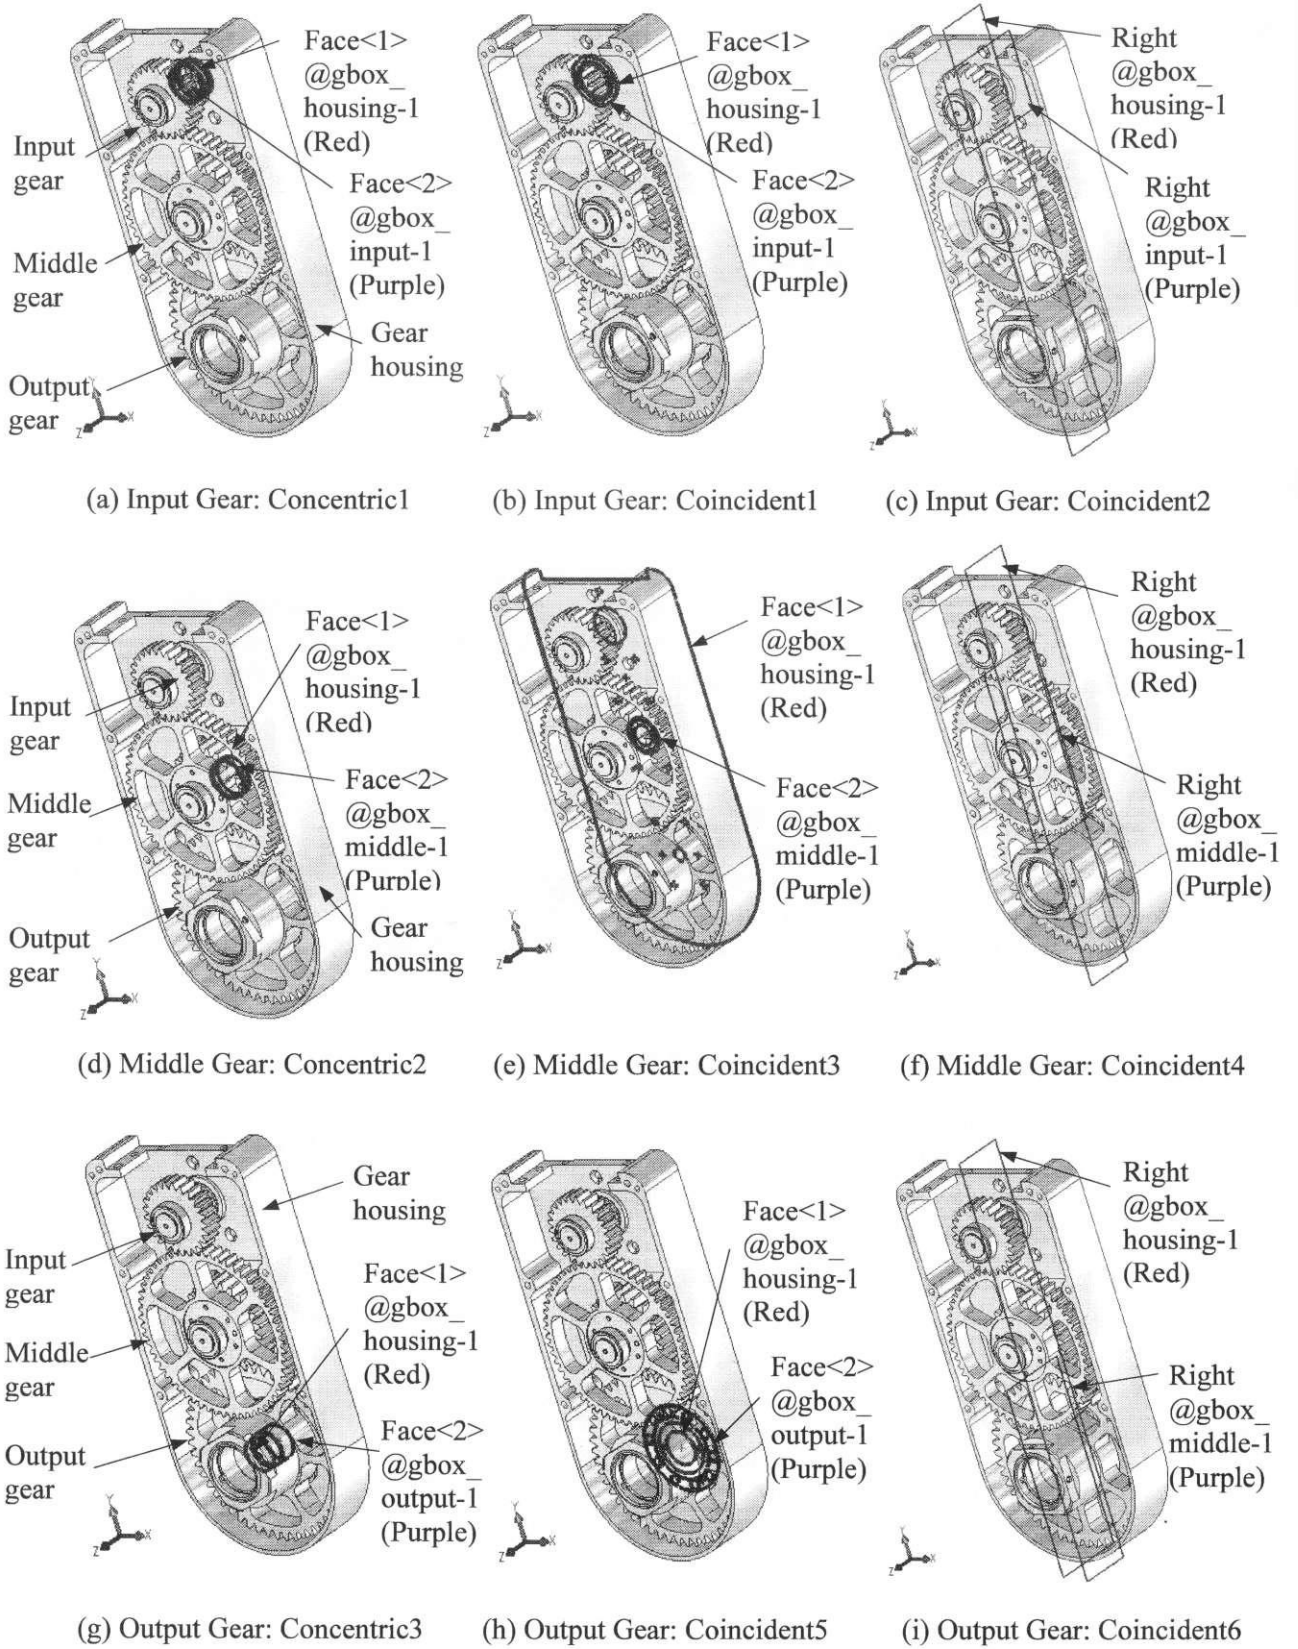 Face<1>
@gbox_
housing-1
(Red)
Input
gear
Face<2>
@gbox_
input-1
(Purple)
Middle
gear
Gear
housing
Output
gear
Y
X
Z
(a) Input Gear: Concentric1
Face<1>
@gbox_
housing-1
(Red)
Face<2>
@gbox_
input-1
(Purple)
Y
X
Z
(b) Input Gear: Coincident1
Right
@gbox_
housing-1
(Red)
Right
@gbox_
input-1
(Purple)
Y
X
Z
(c) Input Gear: Coincident2
Face<1>
@gbox_
housing-1
(Red)
Input
gear
Face<2>
@gbox_
middle-1
(Purple)
Middle
gear
Output
gear
Gear
housing
Y
X
Z
(d) Middle Gear: Concentric2
Face<1>
@gbox_
housing-1
(Red)
Face<2>
@gbox_
middle-1
(Purple)
Y
X
Z
(e) Middle Gear: Coincident3
Right
@gbox_
housing-1
(Red)
Right
@gbox_
middle-1
(Purple)
Y
X
Z
(f) Middle Gear: Coincident4
Gear
housing
Input
gear
Face<1>
@gbox_
housing-1
(Red)
Middle
gear
Output
gear
Face<2>
@gbox_
output-1
(Purple)
Y
X
Z
(g) Output Gear: Concentric3
Face<1>
@gbox_
housing-1
(Red)
Face<2>
@gbox_
output-1
(Purple)
Y
X
Z
(h) Output Gear: Coincident5
Right
@gbox_
housing-1
(Red)
Right
@gbox_
middle-1
(Purple)
Y
X
Z
(i) Output Gear: Coincident6